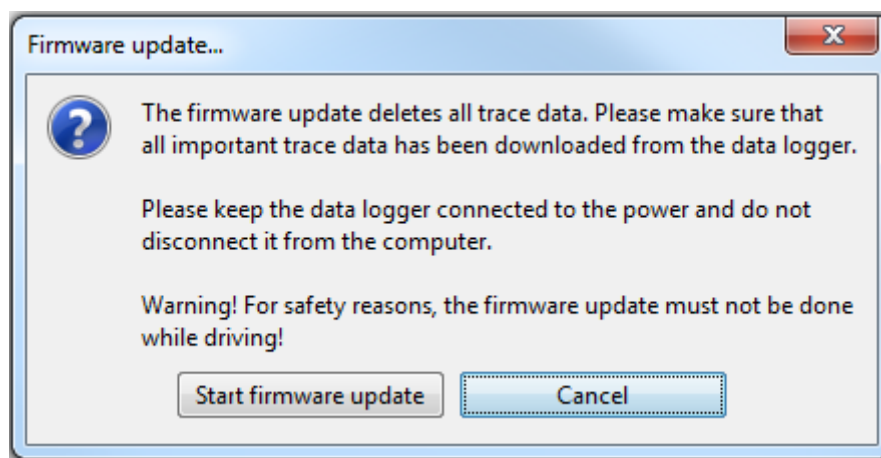 Firmware update...
The firmware update deletes all trace data. Please make sure that
all important trace data has been downloaded from the data logger.
Please keep the data logger connected to the power and do not
disconnect it from the computer.
Warning! For safety reasons, the firmware update must not be done
while driving!
Start firmware update
Cancel